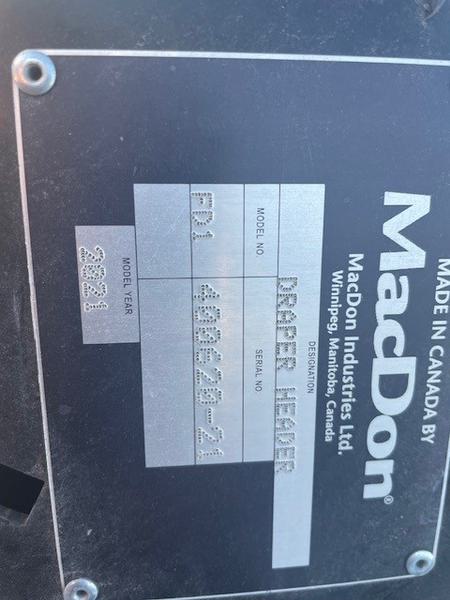 MADE IN CANADA BY
MacDon®
MacDon Industries Ltd.
Winnipeg, Manitoba, Canada
DESIGNATION
DRAPER HEADER
MODEL NO. SERIAL NO.
FD1 400620-21
MODEL YEAR
2021